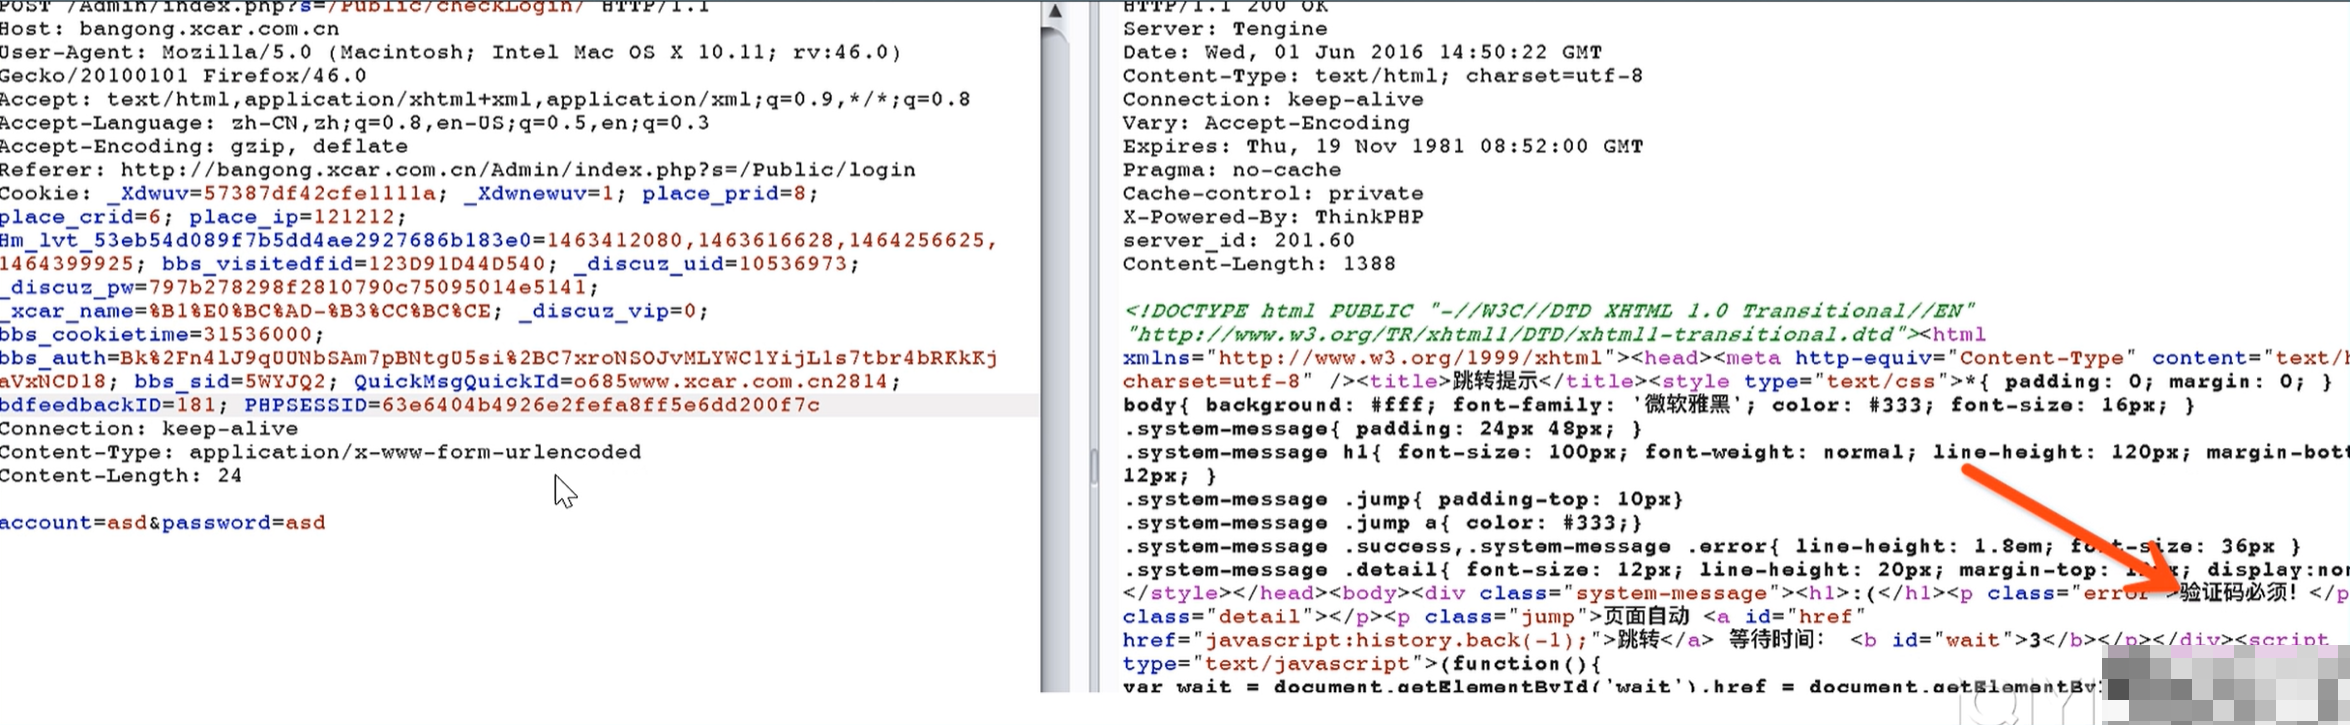 POST /Admin/index.php?s=/Public/checkLogin/ HTTP/1.1
Host: bangong.xcar.com.cn
User-Agent: Mozilla/5.0 (Macintosh; Intel Mac OS X 10.11; rv:46.0)
Gecko/20100101 Firefox/46.0
Accept: text/html,application/xhtml+xml,application/xml;q=0.9,*/*;q=0.8
Accept-Language: zh-CN,zh;q=0.8,en-US;q=0.5,en;q=0.3
Accept-Encoding: gzip, deflate
Referer: http://bangong.xcar.com.cn/Admin/index.php?s=/Public/login
Cookie: _Xdwuv=57387df42cfe1111a; _Xdwnewuv=1; place_prid=8;
place_crid=6; place_ip=121212;
Hm_lvt_53eb54d089f7b5dd4ae2927686b183e0=1463412080,1463616628,1464256625,
1464399925; bbs_visitedfid=123D91D44D540; _discuz_uid=10536973;
_discuz_pw=797b278298f2810790c75095014e5141;
_xcar_name=%B1%E0%BC%AD-%B3%CC%BC%CE; _discuz_vip=0;
bbs_cookietime=31536000;
bbs_auth=Bk%2Fn41J9qUUNbSAm7pBNtgU5si%2BC7xroNSOJvMLYWC1YijL1s7tbr4bRKkKj
aVxNCD18; bbs_sid=5WYJQ2; QuickMsgQuickId=o685www.xcar.com.cn2814;
bdfeedbackID=181; PHPSESSID=63e6404b4926e2fefa8ff5e6dd200f7c
Connection: keep-alive
Content-Type: application/x-www-form-urlencoded
Content-Length: 24
account=asd&password=asd
HTTP/1.1 200 OK
Server: Tengine
Date: Wed, 01 Jun 2016 14:50:22 GMT
Content-Type: text/html; charset=utf-8
Connection: keep-alive
Vary: Accept-Encoding
Expires: Thu, 19 Nov 1981 08:52:00 GMT
Pragma: no-cache
Cache-control: private
X-Powered-By: ThinkPHP
server_id: 201.60
Content-Length: 1388
<!DOCTYPE html PUBLIC "-//W3C//DTD XHTML 1.0 Transitional//EN"
"http://www.w3.org/TR/xhtml1/DTD/xhtml1-transitional.dtd"><html
xmlns="http://www.w3.org/1999/xhtml"><head><meta http-equiv="Content-Type" content="text/h
charset=utf-8" /><title>跳转提示</title><style type="text/css">*{ padding: 0; margin: 0; }
body{ background: #fff; font-family: '微软雅黑'; color: #333; font-size: 16px; }
.system-message{ padding: 24px 48px; }
.system-message h1{ font-size: 100px; font-weight: normal; line-height: 120px; margin-bott
12px; }
.system-message .jump{ padding-top: 10px}
.system-message .jump a{ color: #333;}
.system-message .success,.system-message .error{ line-height: 1.8em; font-size: 36px }
.system-message .detail{ font-size: 12px; line-height: 20px; margin-top: 12px; display:non
</style></head><body><div class="system-message"><h1>:(</h1><p class="error">验证码必须！</p
class="detail"></p><p class="jump">页面自动 <a id="href"
href="javascript:history.back(-1);">跳转</a> 等待时间： <b id="wait">3</b></p></div><script
type="text/javascript">(function(){
var wait = document.getElementById('wait').href = document.getElementBy